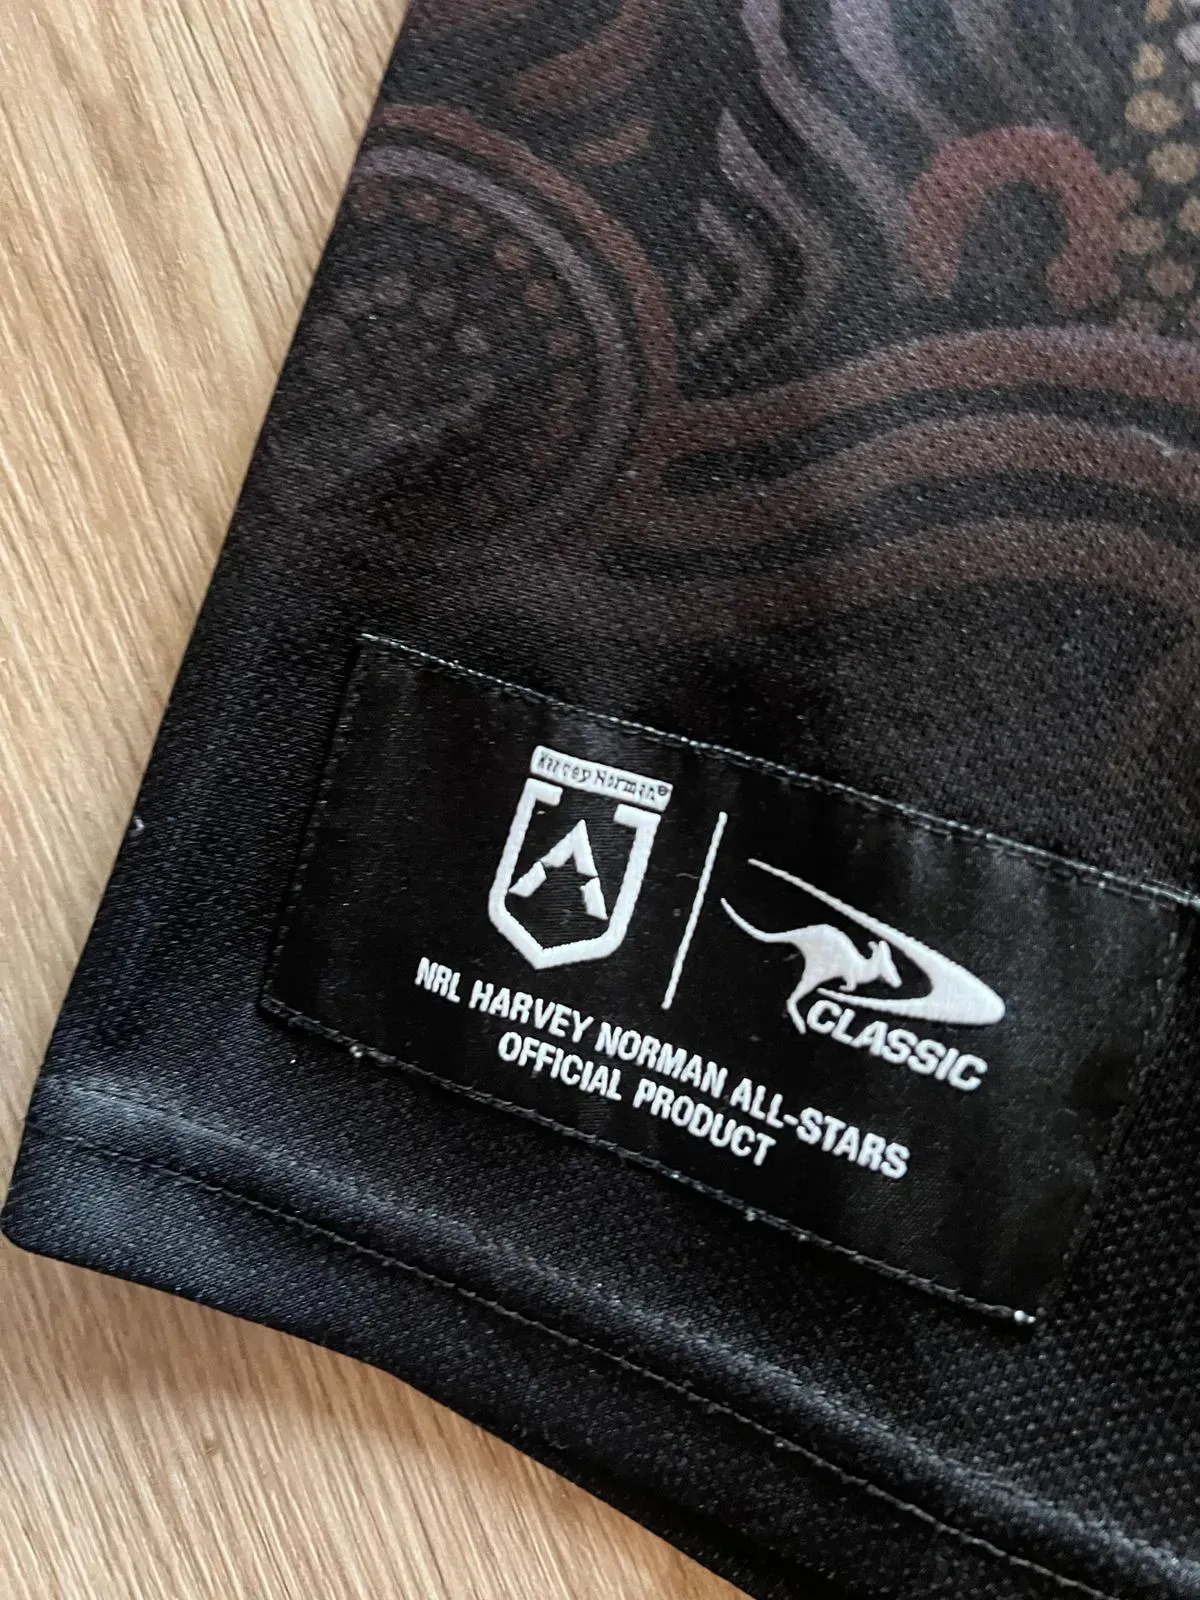 Harvey Norman®
CLASSIC
NRL HARVEY NORMAN ALL-STARS
OFFICIAL PRODUCT